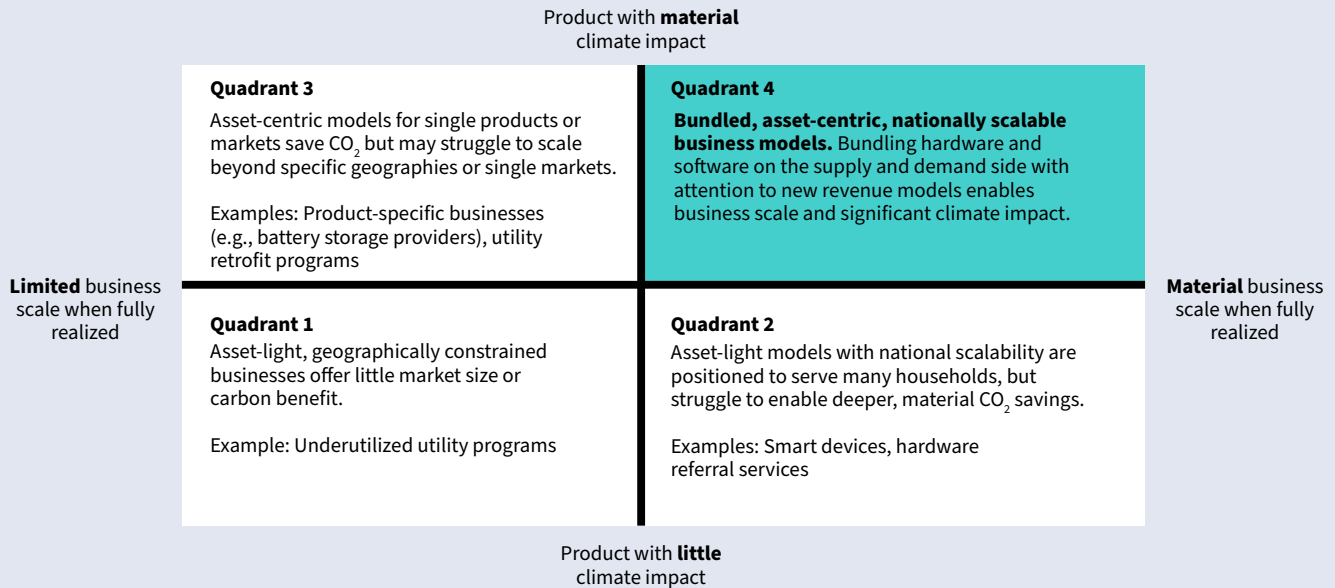 Product with material
climate impact
Quadrant 3
Asset-centric models for single products or
markets save CO2 but may struggle to scale
beyond specific geographies or single markets.
Examples: Product-specific businesses
(e.g., battery storage providers), utility
retrofit programs
Quadrant 4
Bundled, asset-centric, nationally scalable
business models. Bundling hardware and
software on the supply and demand side with
attention to new revenue models enables
business scale and significant climate impact.
Limited business
scale when fully
realized
Material business
scale when fully
realized
Quadrant 1
Asset-light, geographically constrained
businesses offer little market size or
carbon benefit.
Example: Underutilized utility programs
Quadrant 2
Asset-light models with national scalability are
positioned to serve many households, but
struggle to enable deeper, material CO2 savings.
Examples: Smart devices, hardware
referral services
Product with little
climate impact